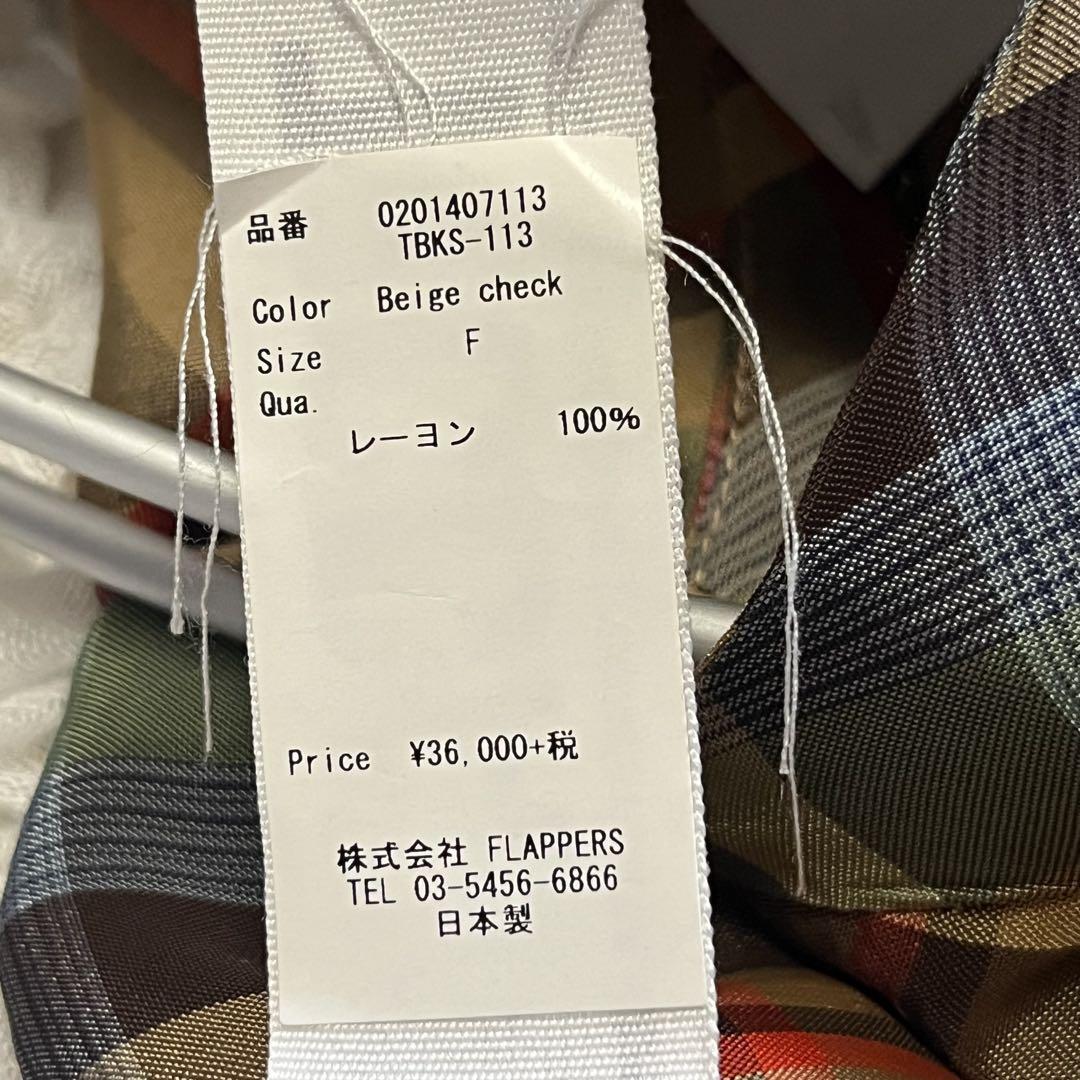 品番 0201407113
TBKS-113
Color Beige check
Size F
Qua.
レーヨン 100%
Price ¥36,000+税
株式会社 FLAPPERS
TEL 03-5456-6866
日本製